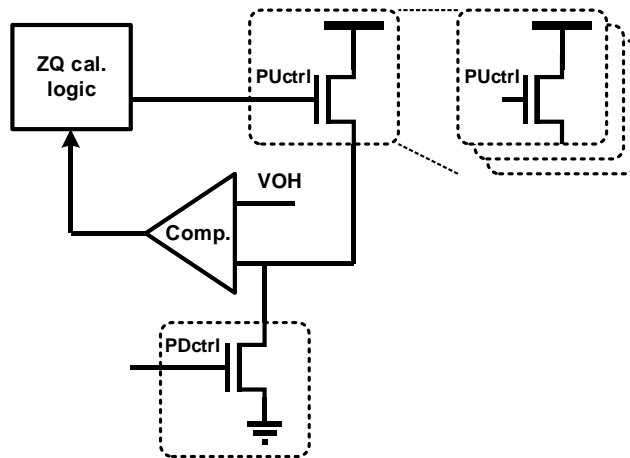 ZQ cal.
logic
PUctrl
PUctrl
VOH
Comp.
PDctrl